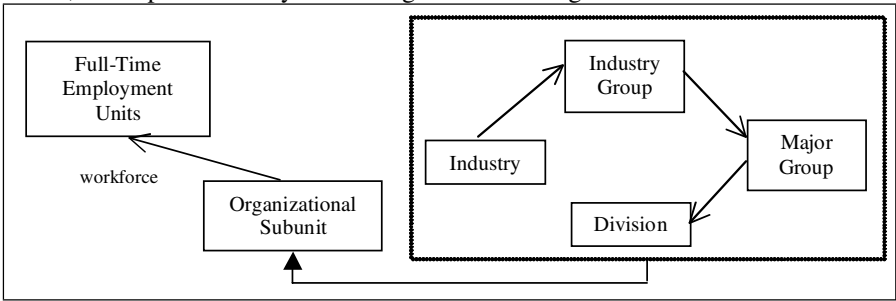 Full-Time
Employment
Units
Industry
Group
Major
Group
Industry
workforce
Organizational
Subunit
Division